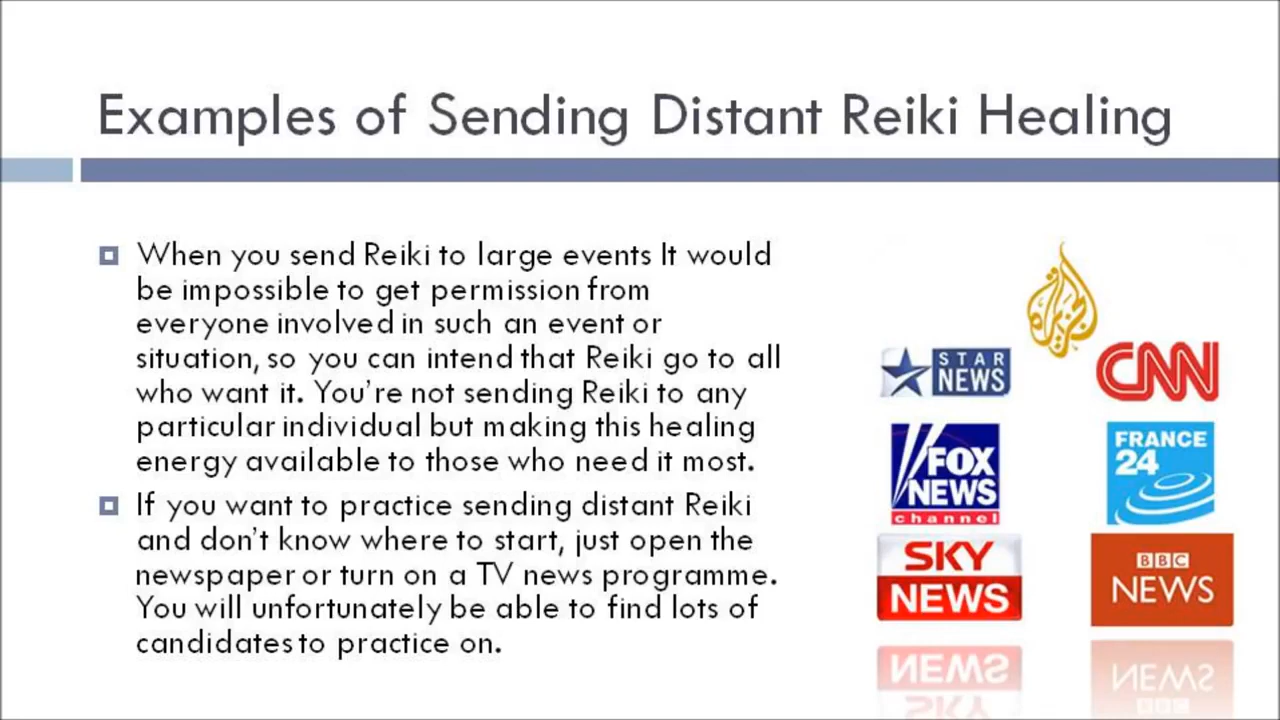 Examples of Sending Distant Reiki Healing
When you send Reiki to large events It would
be impossible to get permission from
everyone involved in such an event or
situation, so you can intend that Reiki go to all
who want it. You're not sending Reiki to any
particular individual but making this healing
energy available to those who need it most.
If you want to practice sending distant Reiki
and don't know where to start, just open the
newspaper or turn on a TV news programme.
You will unfortunately be able to find lots of
candidates to practice on.
الجزيرة
STAR
NEWS
CNN
FOX
NEWS
channel
FRANCE
24
SKY
NEWS
BBC
NEWS